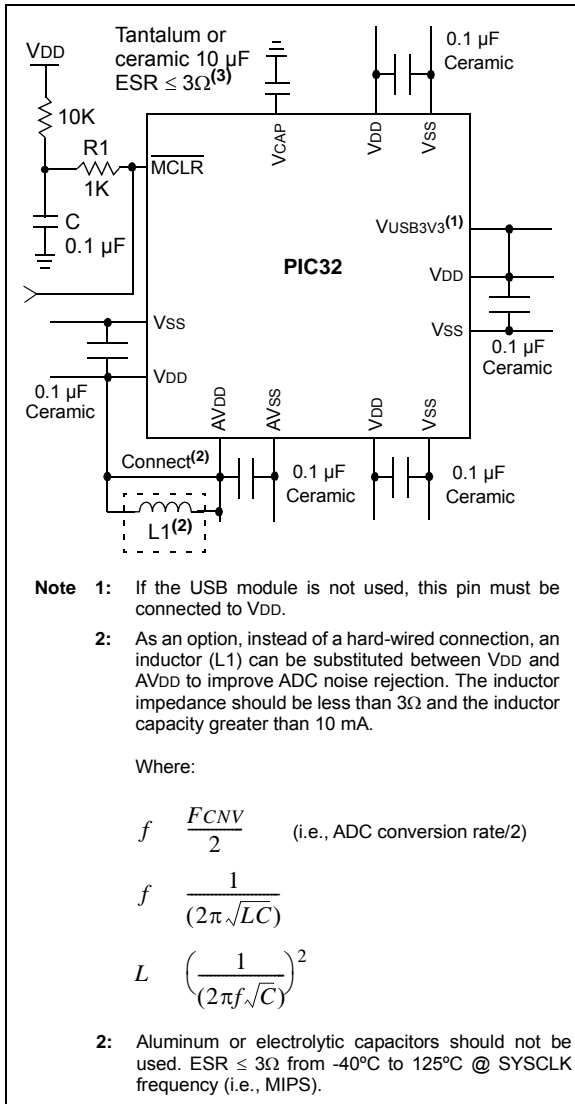 VDD
Tantalum or
ceramic 10 µF
ESR ≤ 3Ω(3)
0.1 µF
Ceramic
10K
R1
1K
MCLR
C
0.1 µF
VCAP
VDD
VSS
VUSB3V3(1)
PIC32
VDD
VSS
0.1 µF
Ceramic
VSS
VDD
0.1 µF
Ceramic
AVDD
AVSS
VDD
VSS
Connect(2)
0.1 µF
Ceramic
0.1 µF
Ceramic
L1(2)
Note 1: If the USB module is not used, this pin must be
connected to VDD.
2: As an option, instead of a hard-wired connection, an
inductor (L1) can be substituted between VDD and
AVDD to improve ADC noise rejection. The inductor
impedance should be less than 3Ω and the inductor
capacity greater than 10 mA.
Where:
f FCNV/2 (i.e., ADC conversion rate/2)
f 1/(2π√LC)
L (1/(2πf√C))²
2: Aluminum or electrolytic capacitors should not be
used. ESR ≤ 3Ω from -40ºC to 125ºC @ SYSCLK
frequency (i.e., MIPS).